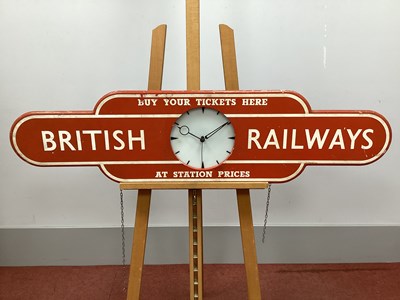 BUY YOUR TICKETS HERE
BRITISH RAILWAYS
AT STATION PRICES